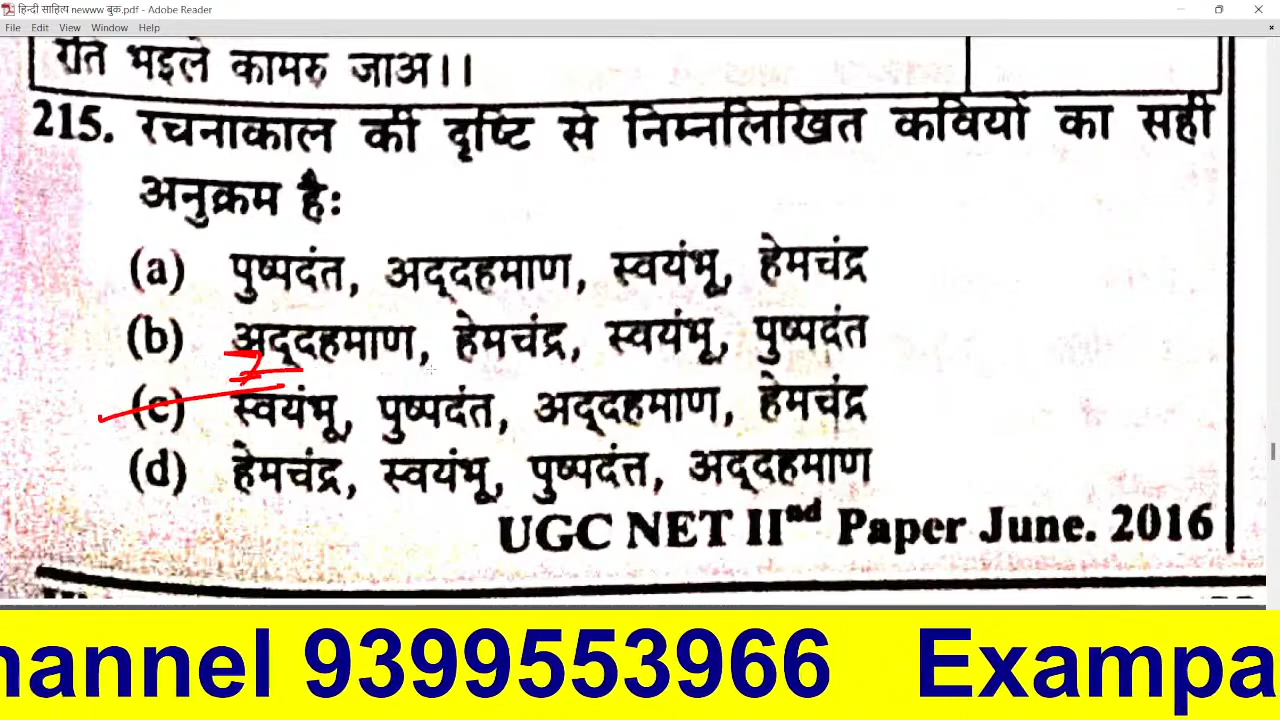 हिन्दी साहित्य newww बुक.pdf - Adobe Reader
File Edit View Window Help
राति भइले कामरु जाअ।।
215. रचनाकाल की दृष्टि से निम्नलिखित कवियों का सही
अनुक्रम है:
(a) पुष्पदंत, अद्दहमाण, स्वयंभू, हेमचंद्र
(b) अद्दहमाण, हेमचंद्र, स्वयंभू, पुष्पदंत
7
(c) स्वयंभू, पुष्पदंत, अद्दहमाण, हेमचंद्र
(d) हेमचंद्र, स्वयंभू, पुष्पदंत, अद्दहमाण
UGC NET IInd Paper June. 2016
hannel 9399553966 Exampa